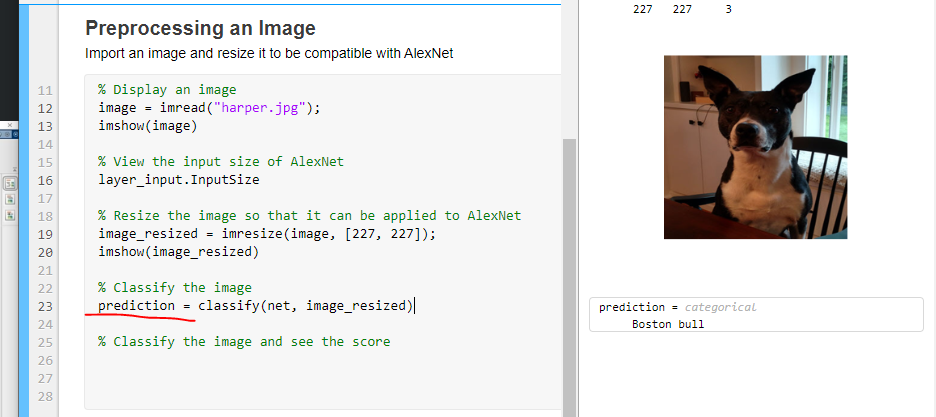 Preprocessing an Image
Import an image and resize it to be compatible with AlexNet
11 % Display an image
12 image = imread("harper.jpg");
13 imshow(image)
14
15 % View the input size of AlexNet
16 layer_input.InputSize
17
18 % Resize the image so that it can be applied to AlexNet
19 image_resized = imresize(image, [227, 227]);
20 imshow(image_resized)
21
22 % Classify the image
23 prediction = classify(net, image_resized)
24
25 % Classify the image and see the score
26
27
28
227 227 3
prediction = categorical
Boston bull